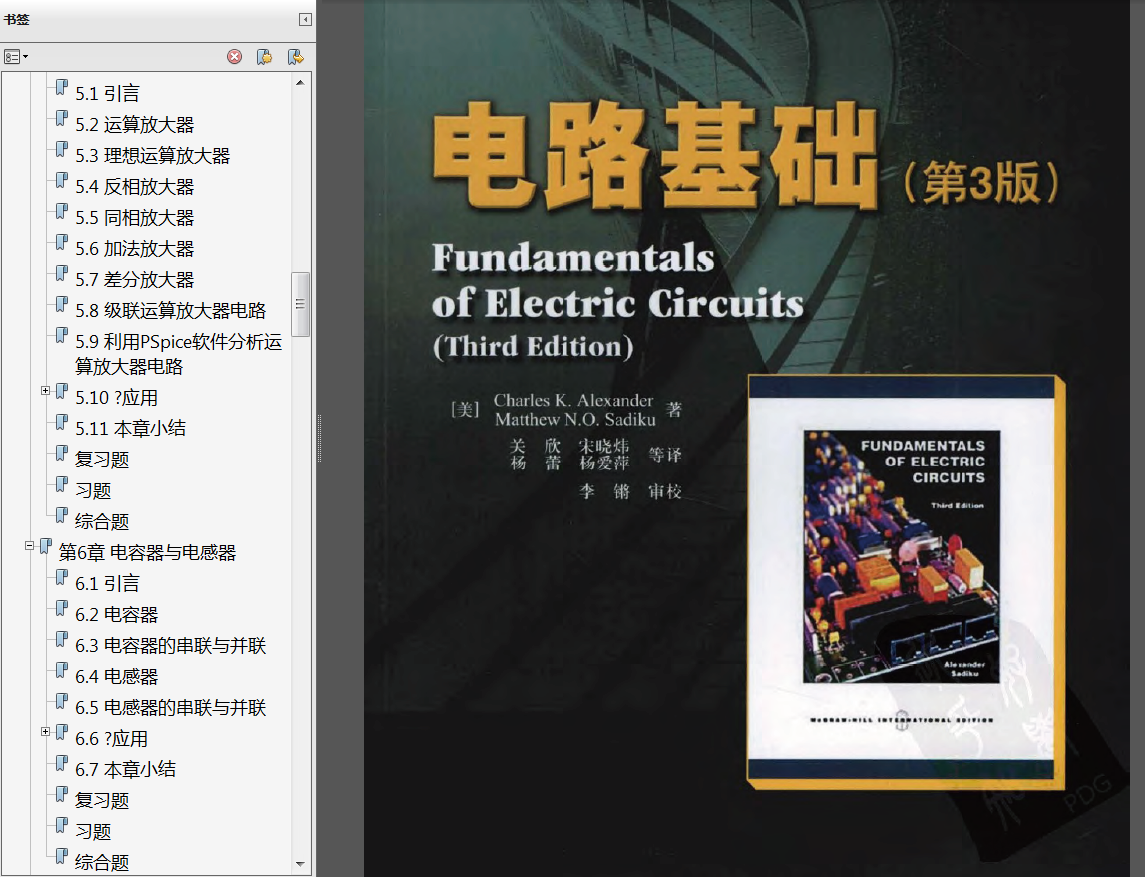 书签
5.1 引言
5.2 运算放大器
5.3 理想运算放大器
5.4 反相放大器
5.5 同相放大器
5.6 加法放大器
5.7 差分放大器
5.8 级联运算放大器电路
5.9 利用PSpice软件分析运
算放大器电路
5.10 ?应用
5.11 本章小结
复习题
习题
综合题
第6章 电容器与电感器
6.1 引言
6.2 电容器
6.3 电容器的串联与并联
6.4 电感器
6.5 电感器的串联与并联
6.6 ?应用
6.7 本章小结
复习题
习题
综合题
电路基础(第3版)
Fundamentals
of Electric Circuits
(Third Edition)
[美] Charles K. Alexander
Matthew N.O. Sadiku 著
关 欣 宋晓炜
杨 蕾 杨爱萍 等译
李 锵 审校
FUNDAMENTALS
OF ELECTRIC
CIRCUITS
Third Edition
Alexander
Sadiku
McGRAW-HILL INTERNATIONAL EDITION
PDG